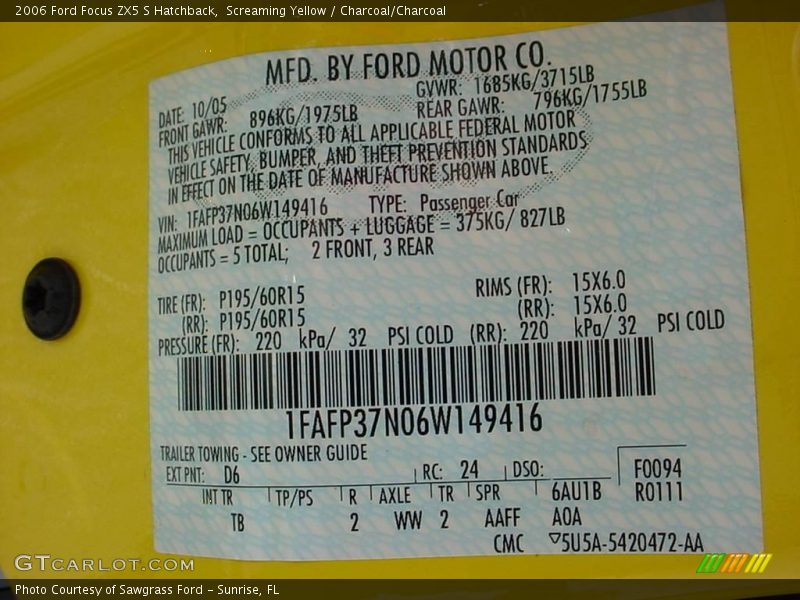 2006 Ford Focus ZX5 S Hatchback,  Screaming Yellow / Charcoal/Charcoal
MFD. BY FORD MOTOR CO.
DATE: 10/05 GVWR: 1685KG/3715LB
FRONT GAWR: 896KG/1975LB REAR GAWR: 796KG/1755LB
THIS VEHICLE CONFORMS TO ALL APPLICABLE FEDERAL MOTOR
VEHICLE SAFETY, BUMPER, AND THEFT PREVENTION STANDARDS
IN EFFECT ON THE DATE OF MANUFACTURE SHOWN ABOVE.
VIN: 1FAFP37N06W149416 TYPE: Passenger Car
MAXIMUM LOAD = OCCUPANTS + LUGGAGE = 375KG/ 827LB
OCCUPANTS = 5 TOTAL; 2 FRONT, 3 REAR
TIRE (FR): P195/60R15 RIMS (FR): 15X6.0
(RR): P195/60R15 (RR): 15X6.0
PRESSURE (FR): 220 kPa/ 32 PSI COLD (RR): 220 kPa/ 32 PSI COLD
1FAFP37N06W149416
TRAILER TOWING - SEE OWNER GUIDE
EXT PNT: D6 RC: 24 DSO: F0094
INT TR TP/PS R AXLE TR SPR 6AU1B R0111
TB 2 WW 2 AAFF A0A
CMC 5U5A-5420472-AA
GTCARLOT.COM
Photo Courtesy of Sawgrass Ford - Sunrise, FL